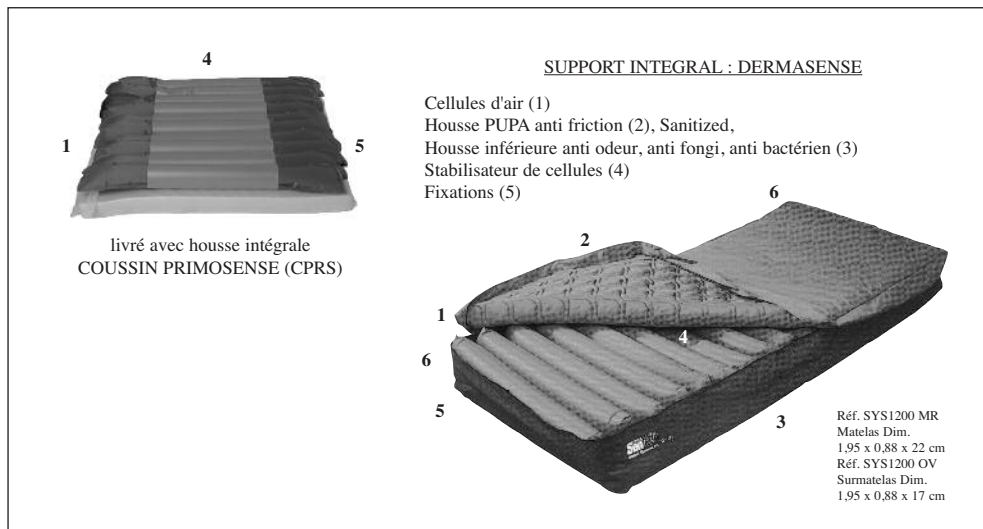 4
1
5
livré avec housse intégrale
COUSSIN PRIMOSENSE (CPRS)
SUPPORT INTEGRAL : DERMASENSE
Cellules d'air (1)
Housse PUPA anti friction (2), Sanitized,
Housse inférieure anti odeur, anti fongi, anti bactérien (3)
Stabilisateur de cellules (4)
Fixations (5)
6
2
1
4
6
5
3
Réf. SYS1200 MR
Matelas Dim.
1,95 x 0,88 x 22 cm
Réf. SYS1200 OV
Surmatelas Dim.
1,95 x 0,88 x 17 cm